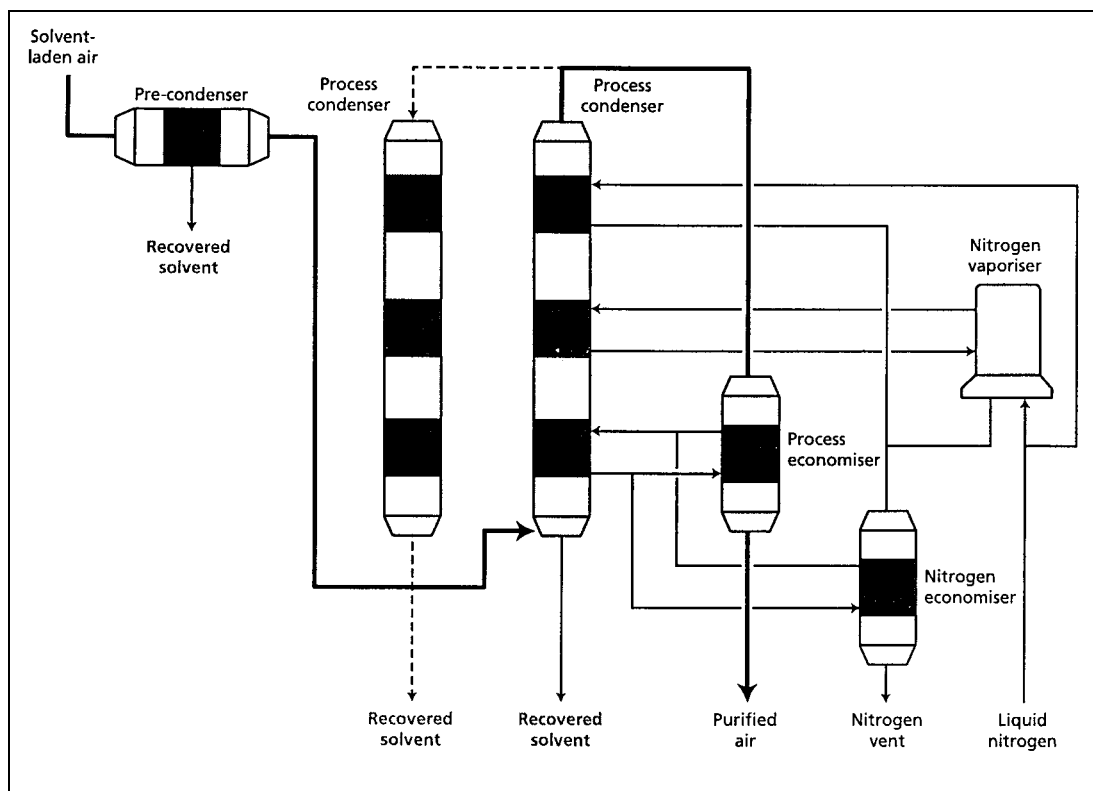 Solvent-
laden air
Pre-condenser
Recovered
solvent
Process
condenser
Process
condenser
Nitrogen
vaporiser
Process
economiser
Nitrogen
economiser
Recovered
solvent
Recovered
solvent
Purified
air
Nitrogen
vent
Liquid
nitrogen